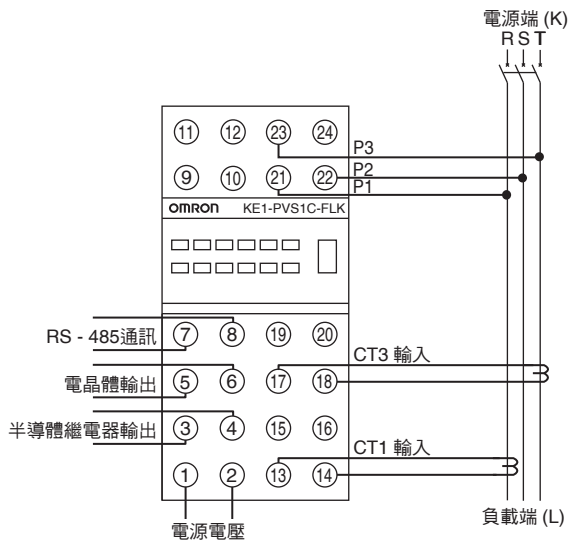 電源端 (K)
R S T
⑪ ⑫ ㉓ ㉔
P3
⑨ ⑩ ㉑ ㉒
P2
P1
OMRON KE1-PVS1C-FLK
RS - 485通訊 ⑦ ⑧ ⑲ ⑳
CT3 輸入
電晶體輸出 ⑤ ⑥ ⑰ ⑱
半導體繼電器輸出 ③ ④ ⑮ ⑯
CT1 輸入
① ② ⑬ ⑭
電源電壓
負載端 (L)